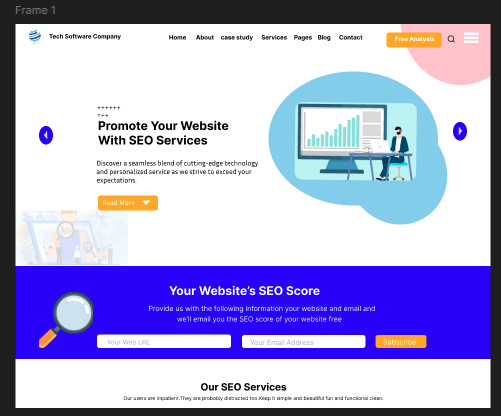 Frame 1
Tech Software Company
Home About case study Services Pages Blog Contact
Free Analysis
++++++
=++
Promote Your Website
With SEO Services
Discover a seamless blend of cutting-edge technology
and personalized service as we strive to exceed your
expectations.
Read More
Your Website's SEO Score
Provide us with the following information your website and email and
we'll email you the SEO score of your website free
Your Web URL
Your Email Address
Subscribe
Our SEO Services
Our users are inpatient.They are probably distracted too.Keep it simple and beautiful fun and functional clean.